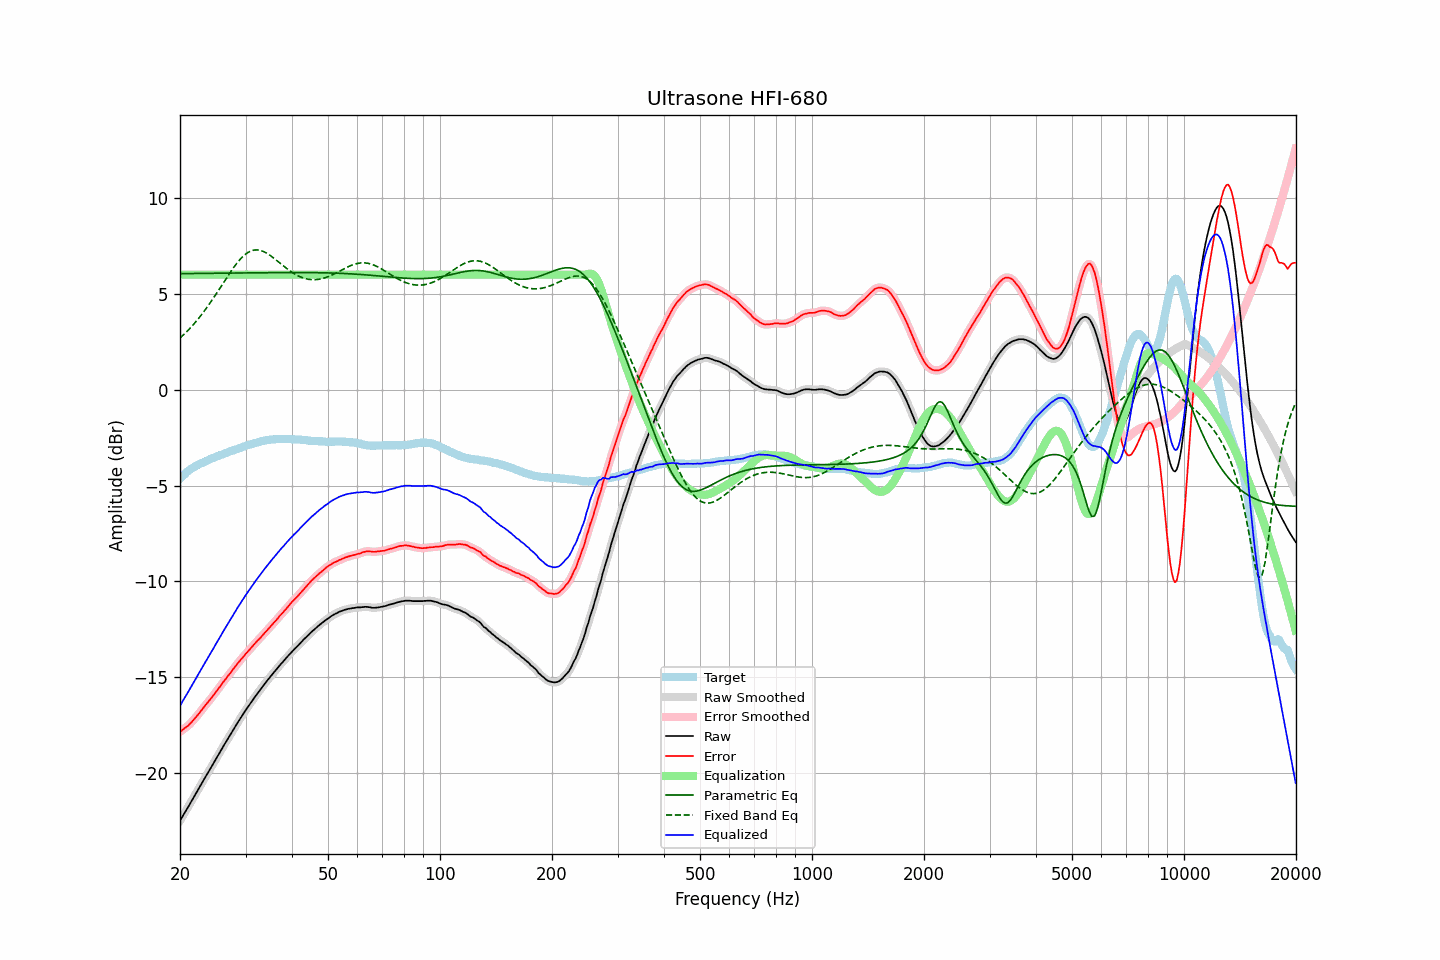 Ultrasone HFI-680
Amplitude (dBr)
10
5
0
−5
−10
−15
−20
Target
Raw Smoothed
Error Smoothed
Raw
Error
Equalization
Parametric Eq
Fixed Band Eq
Equalized
20 50 100 200 500 1000 2000 5000 10000 20000
Frequency (Hz)